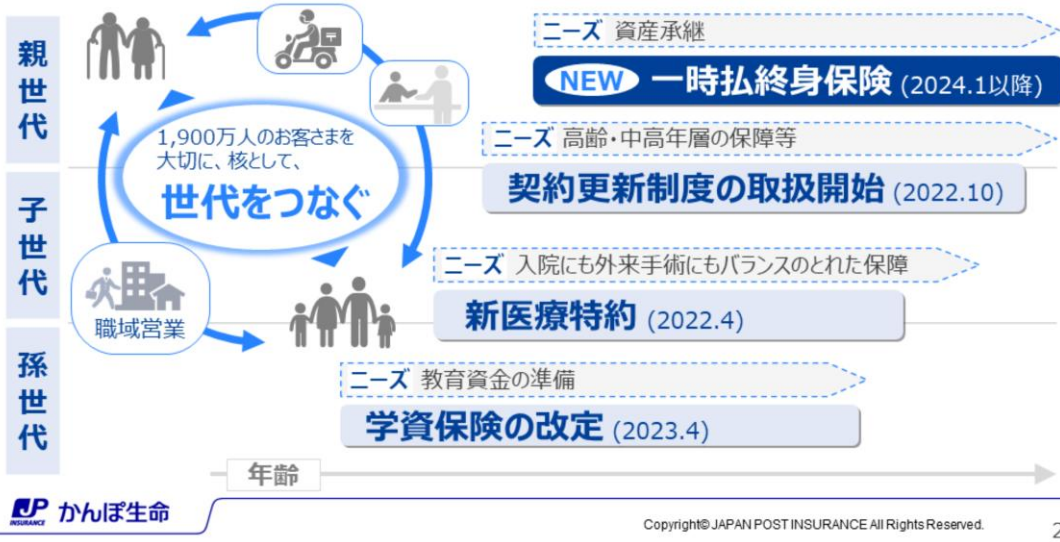 親世代
ニーズ 資産承継
NEW 一時払終身保険 (2024.1以降)
1,900万人のお客さまを
大切に、核として、
世代をつなぐ
ニーズ 高齢・中高年層の保障等
契約更新制度の取扱開始 (2022.10)
子世代
ニーズ 入院にも外来手術にもバランスのとれた保障
新医療特約 (2022.4)
職域営業
孫世代
ニーズ 教育資金の準備
学資保険の改定 (2023.4)
年齢
JP INSURANCE かんぽ生命
Copyright© JAPAN POST INSURANCE All Rights Reserved.
2